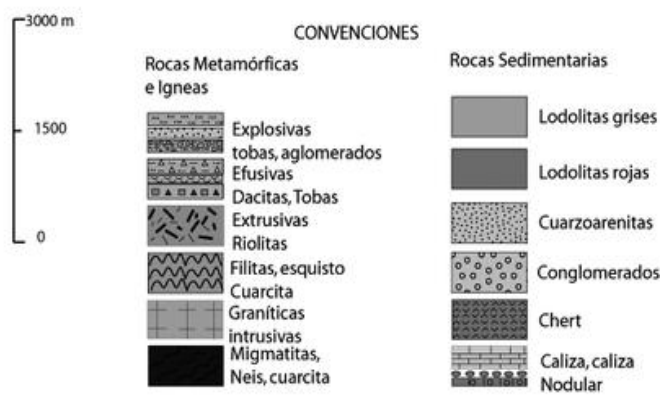 3000 m
1500
0
CONVENCIONES
Rocas Metamórficas
e Igneas
Explosivas
tobas, aglomerados
Efusivas
Dacitas, Tobas
Extrusivas
Riolitas
Filitas, esquisto
Cuarcita
Graníticas
intrusivas
Migmatitas,
Neis, cuarcita
Rocas Sedimentarias
Lodolitas grises
Lodolitas rojas
Cuarzoarenitas
Conglomerados
Chert
Caliza, caliza
Nodular